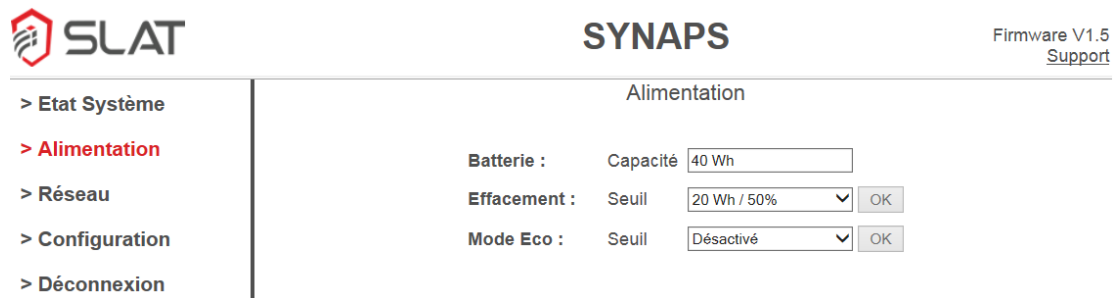 SLAT
SYNAPS
Firmware V1.5
Support
> Etat Système
> Alimentation
> Réseau
> Configuration
> Déconnexion
Alimentation
Batterie : Capacité 40 Wh
Effacement : Seuil 20 Wh / 50% OK
Mode Eco : Seuil Désactivé OK